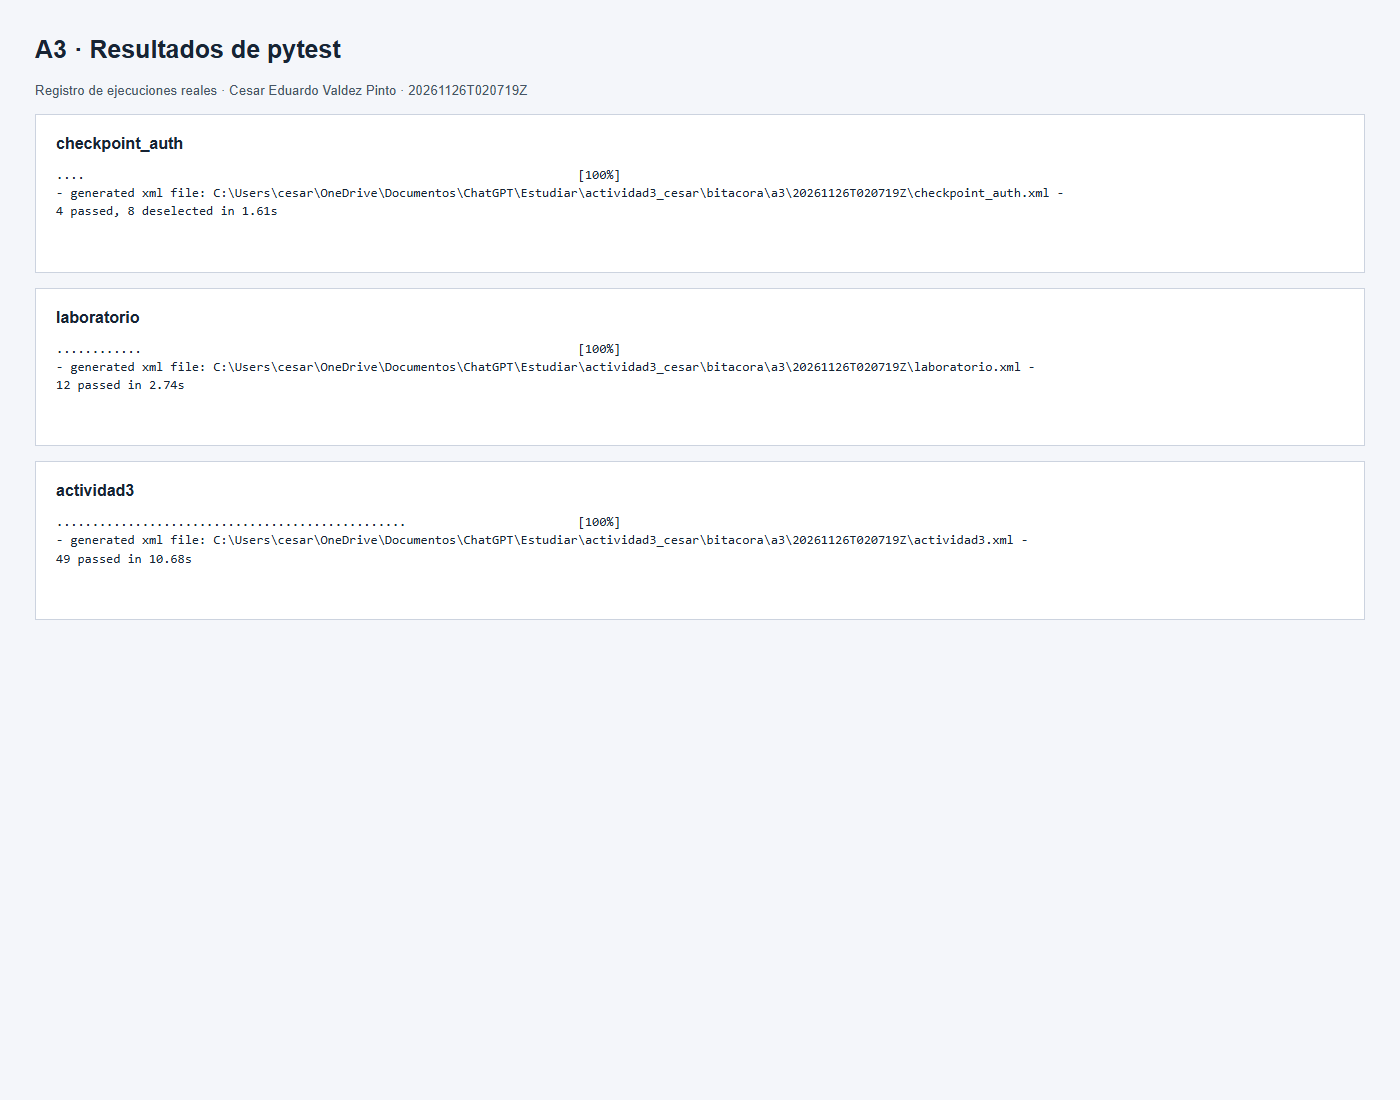 A3 · Resultados de pytest
Registro de ejecuciones reales · Cesar Eduardo Valdez Pinto · 20261126T020719Z
checkpoint_auth
.... [100%]
- generated xml file: C:\Users\cesar\OneDrive\Documentos\ChatGPT\Estudiar\actividad3_cesar\bitacora\a3\20261126T020719Z\checkpoint_auth.xml -
4 passed, 8 deselected in 1.61s
laboratorio
............ [100%]
- generated xml file: C:\Users\cesar\OneDrive\Documentos\ChatGPT\Estudiar\actividad3_cesar\bitacora\a3\20261126T020719Z\laboratorio.xml -
12 passed in 2.74s
actividad3
................................................. [100%]
- generated xml file: C:\Users\cesar\OneDrive\Documentos\ChatGPT\Estudiar\actividad3_cesar\bitacora\a3\20261126T020719Z\actividad3.xml -
49 passed in 10.68s